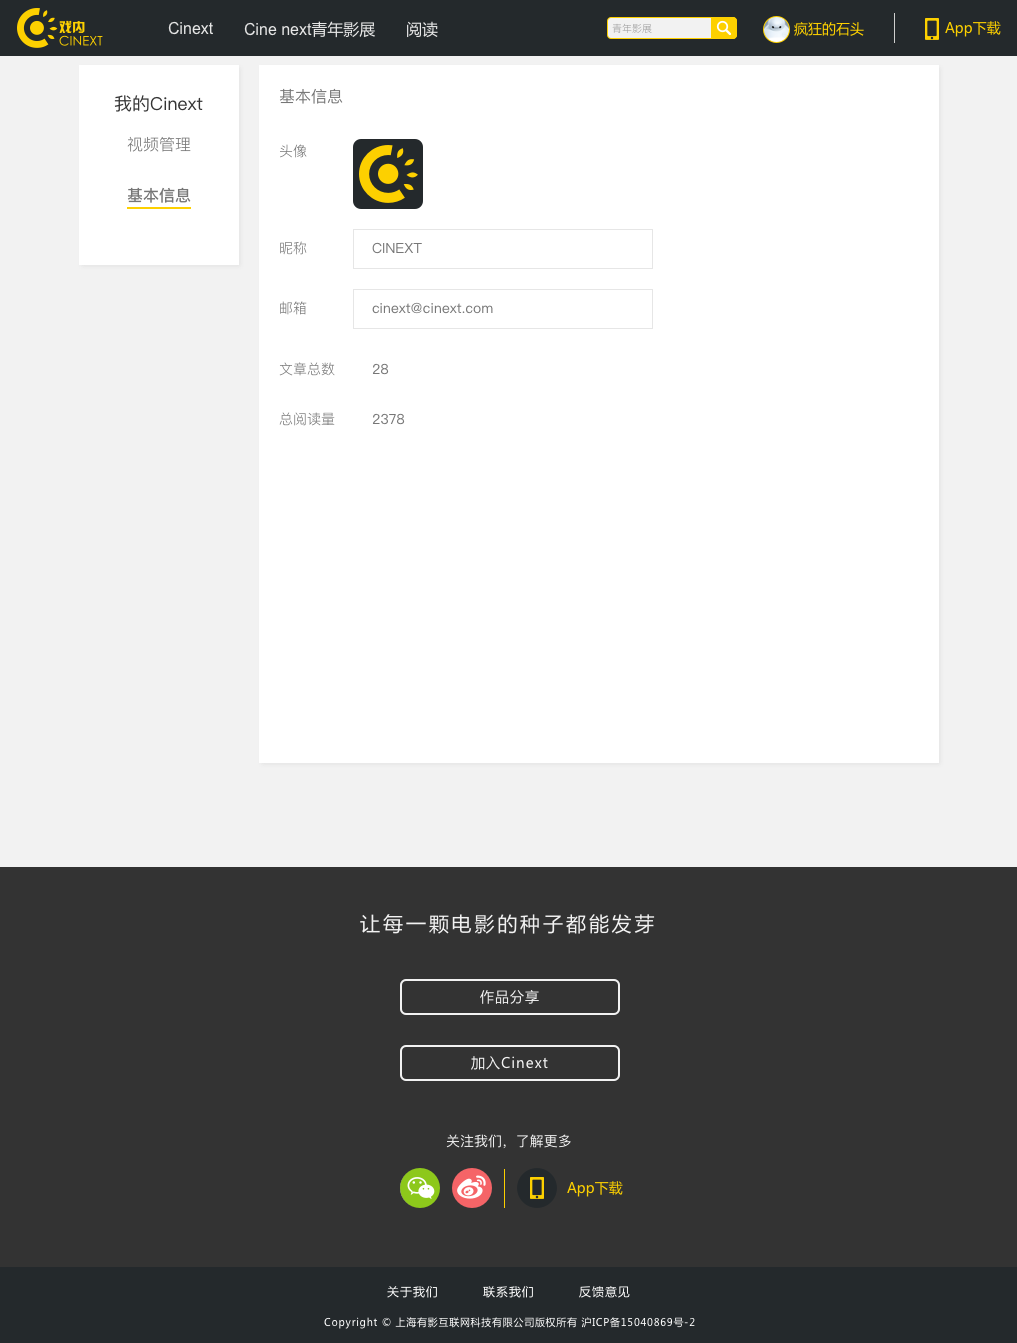 戏内 CINEXT
Cinext Cine next青年影展 阅读 青年影展 疯狂的石头 App下载
我的Cinext
视频管理
基本信息
基本信息
头像
昵称 CINEXT
邮箱 cinext@cinext.com
文章总数 28
总阅读量 2378
让每一颗电影的种子都能发芽
作品分享
加入Cinext
关注我们，了解更多
App下载
关于我们 联系我们 反馈意见
Copyright © 上海有影互联网科技有限公司版权所有 沪ICP备15040869号-2